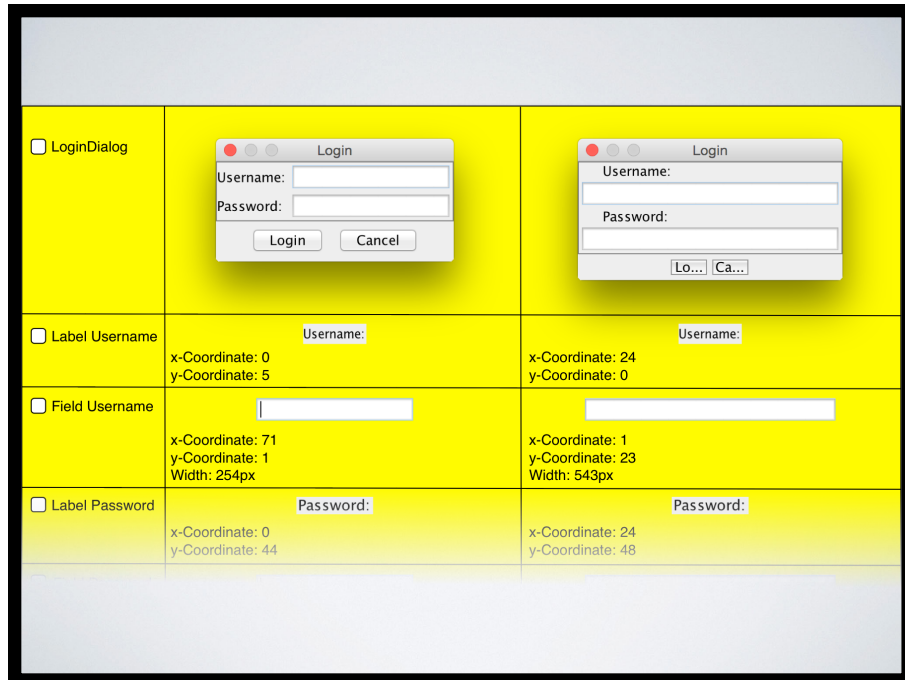 LoginDialog
Login
Username:
Password:
Login Cancel
Login
Username:
Password:
Lo... Ca...
Label Username
Username:
x-Coordinate: 0
y-Coordinate: 5
Username:
x-Coordinate: 24
y-Coordinate: 0
Field Username
x-Coordinate: 71
y-Coordinate: 1
Width: 254px
x-Coordinate: 1
y-Coordinate: 23
Width: 543px
Label Password
Password:
x-Coordinate: 0
y-Coordinate: 44
Password:
x-Coordinate: 24
y-Coordinate: 48